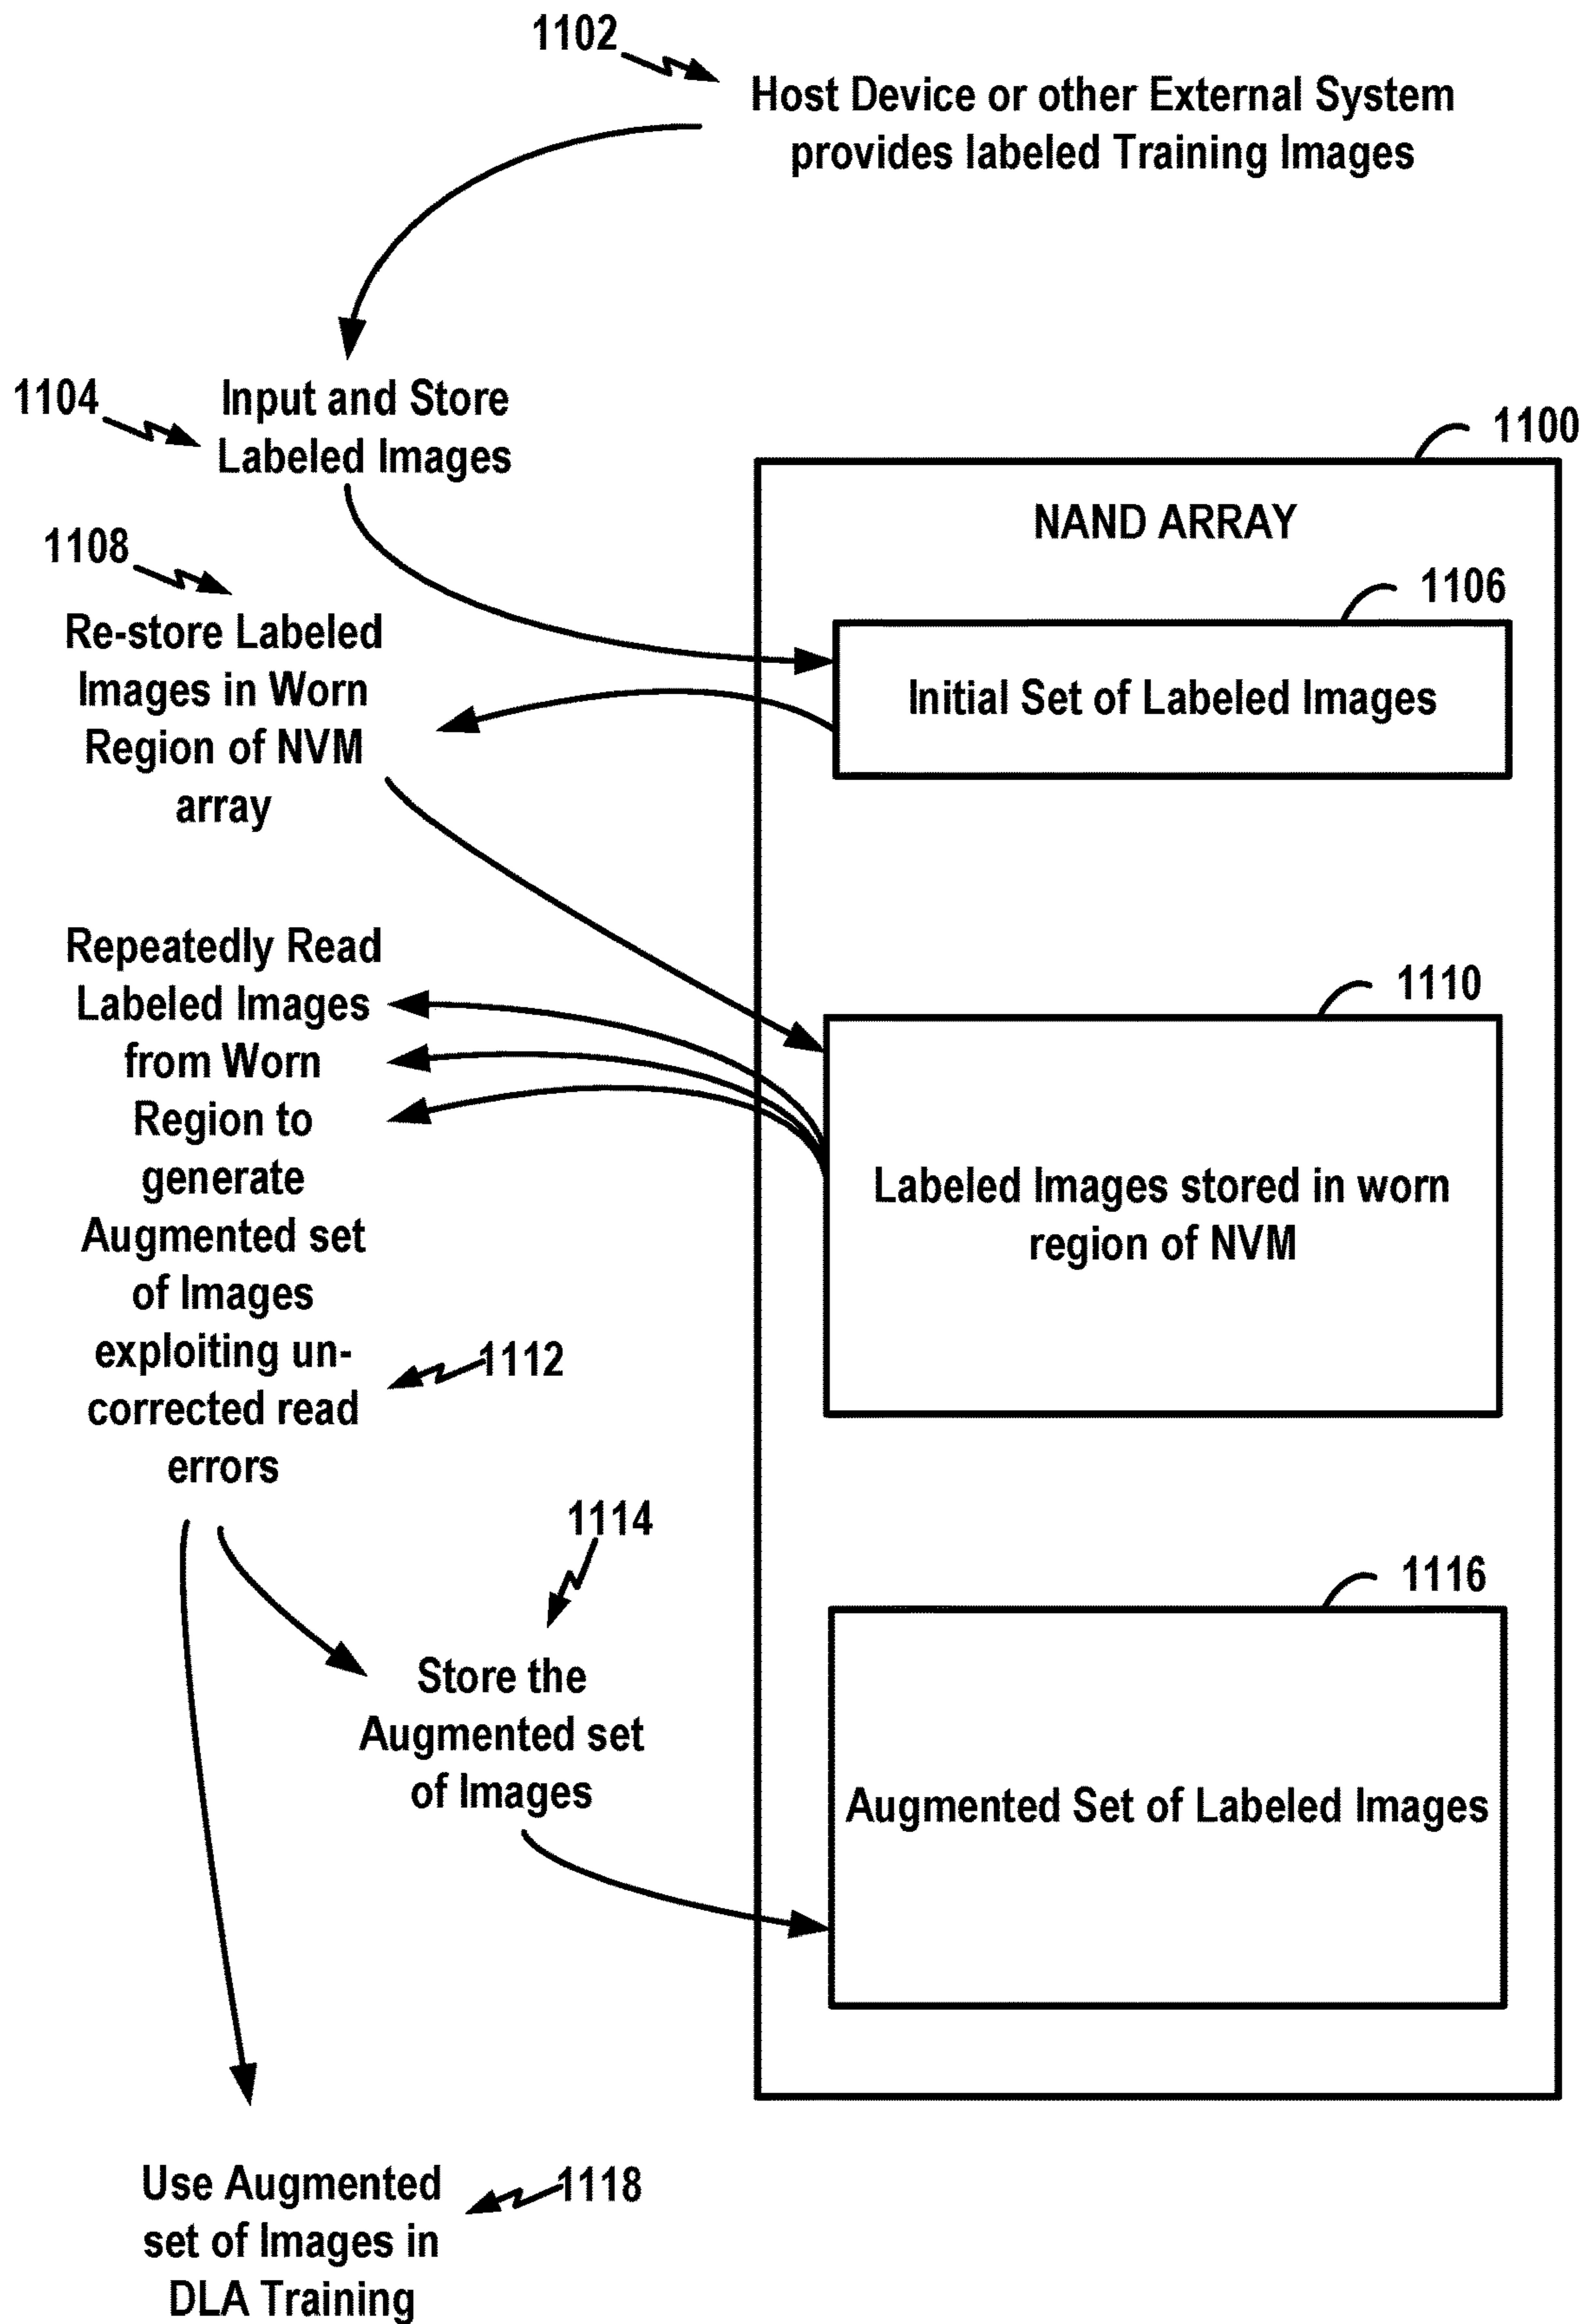 1102
Host Device or other External System
provides labeled Training Images
1104
Input and Store
Labeled Images
1100
NAND ARRAY
1108
Re-store Labeled
Images in Worn
Region of NVM
array
1106
Initial Set of Labeled Images
Repeatedly Read
Labeled Images
from Worn
Region to
generate
Augmented set
of Images
exploiting un-
corrected read
errors
1112
1110
Labeled Images stored in worn
region of NVM
1114
Store the
Augmented set
of Images
1116
Augmented Set of Labeled Images
Use Augmented
set of Images in
DLA Training
1118